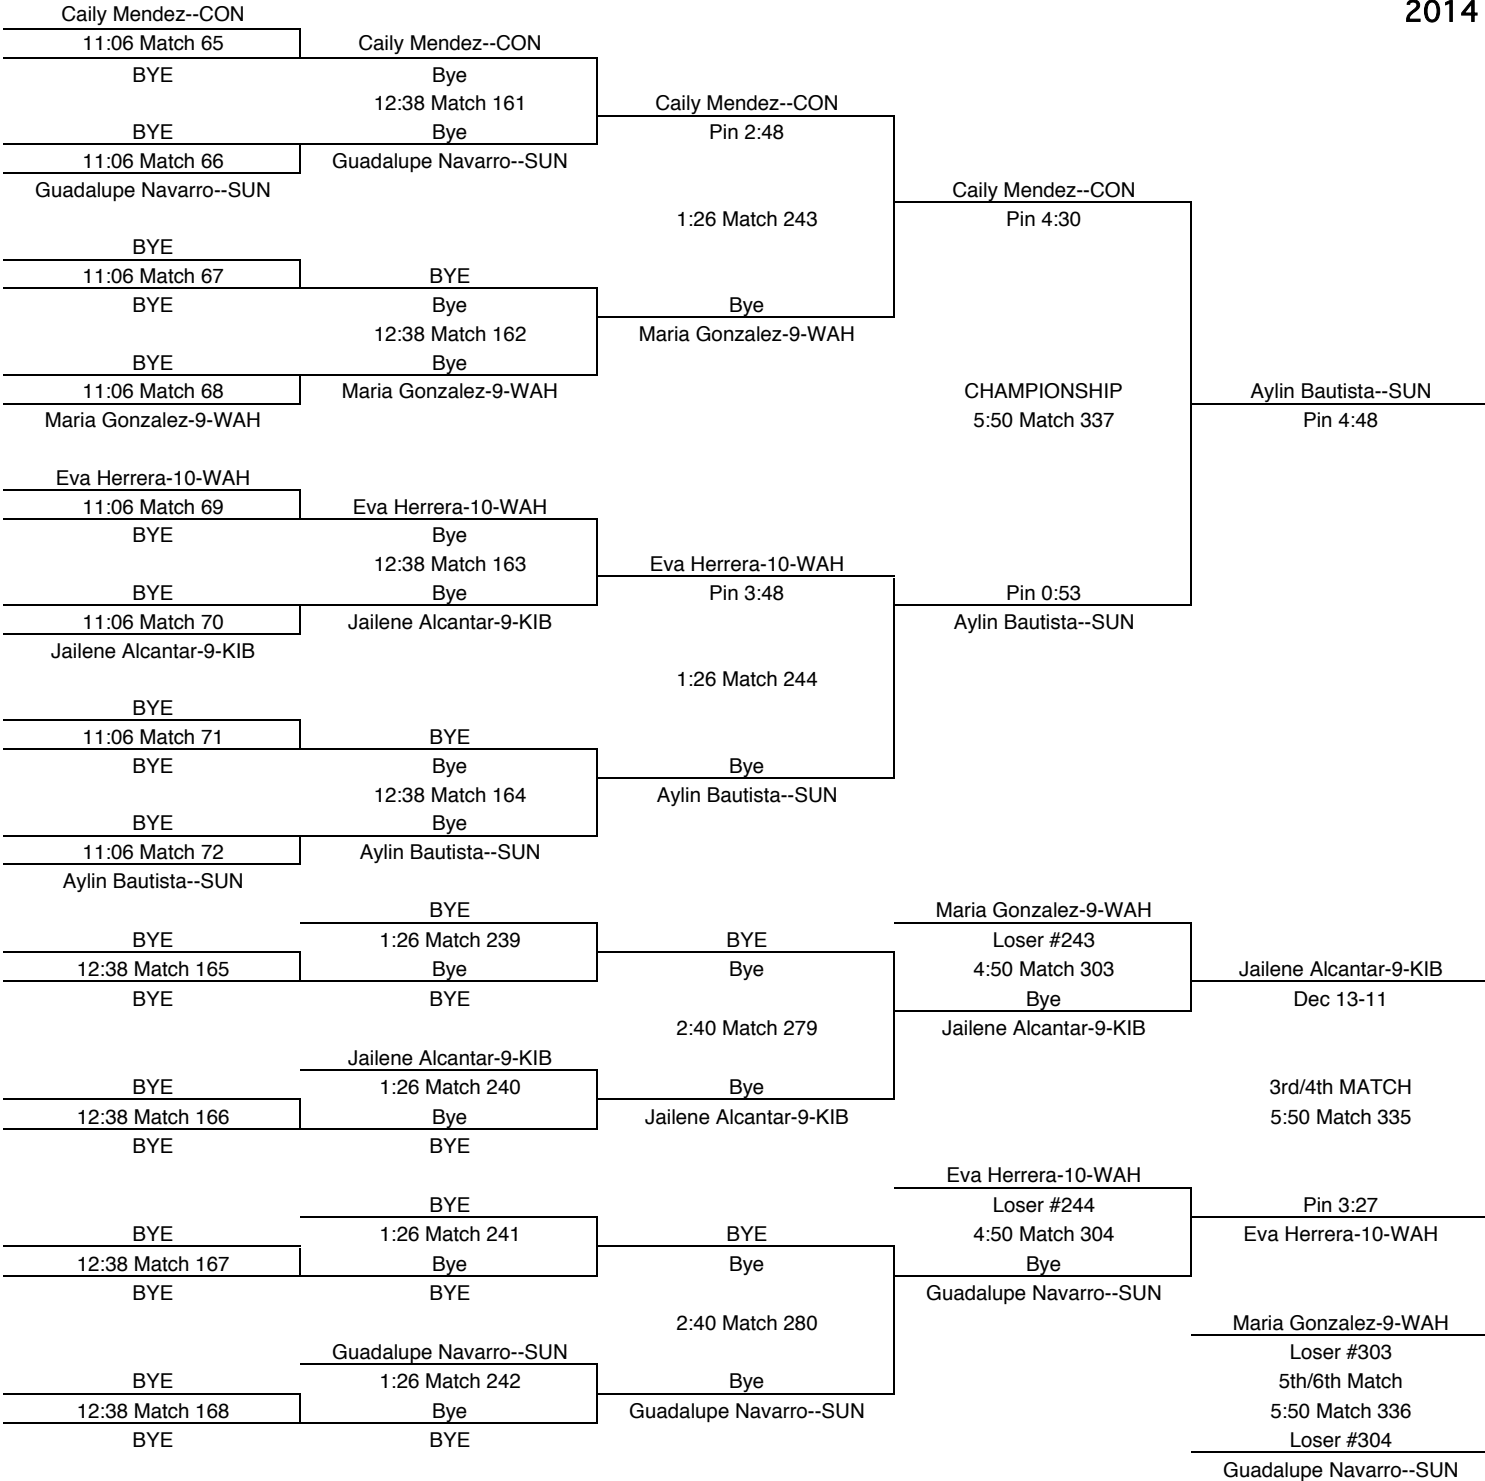 2014
Caily Mendez--CON
11:06 Match 65
Caily Mendez--CON
BYE
Bye
12:38 Match 161
Caily Mendez--CON
BYE
Bye
Pin 2:48
11:06 Match 66
Guadalupe Navarro--SUN
Guadalupe Navarro--SUN
Caily Mendez--CON
1:26 Match 243
Pin 4:30
BYE
11:06 Match 67
BYE
BYE
Bye
Bye
12:38 Match 162
Maria Gonzalez-9-WAH
BYE
Bye
11:06 Match 68
Maria Gonzalez-9-WAH
CHAMPIONSHIP
Aylin Bautista--SUN
Maria Gonzalez-9-WAH
5:50 Match 337
Pin 4:48
Eva Herrera-10-WAH
11:06 Match 69
Eva Herrera-10-WAH
BYE
Bye
12:38 Match 163
Eva Herrera-10-WAH
BYE
Bye
Pin 3:48
Pin 0:53
11:06 Match 70
Jailene Alcantar-9-KIB
Aylin Bautista--SUN
Jailene Alcantar-9-KIB
1:26 Match 244
BYE
11:06 Match 71
BYE
BYE
Bye
Bye
12:38 Match 164
Aylin Bautista--SUN
BYE
Bye
11:06 Match 72
Aylin Bautista--SUN
Aylin Bautista--SUN
BYE
Maria Gonzalez-9-WAH
BYE
1:26 Match 239
BYE
Loser #243
12:38 Match 165
Bye
Bye
4:50 Match 303
Jailene Alcantar-9-KIB
BYE
BYE
Bye
Dec 13-11
2:40 Match 279
Jailene Alcantar-9-KIB
Jailene Alcantar-9-KIB
BYE
1:26 Match 240
Bye
3rd/4th MATCH
12:38 Match 166
Bye
Jailene Alcantar-9-KIB
5:50 Match 335
BYE
BYE
Eva Herrera-10-WAH
BYE
Loser #244
Pin 3:27
BYE
1:26 Match 241
BYE
4:50 Match 304
Eva Herrera-10-WAH
12:38 Match 167
Bye
Bye
Bye
BYE
BYE
Guadalupe Navarro--SUN
2:40 Match 280
Maria Gonzalez-9-WAH
Guadalupe Navarro--SUN
Loser #303
BYE
1:26 Match 242
Bye
5th/6th Match
12:38 Match 168
Bye
Guadalupe Navarro--SUN
5:50 Match 336
BYE
BYE
Loser #304
Guadalupe Navarro--SUN